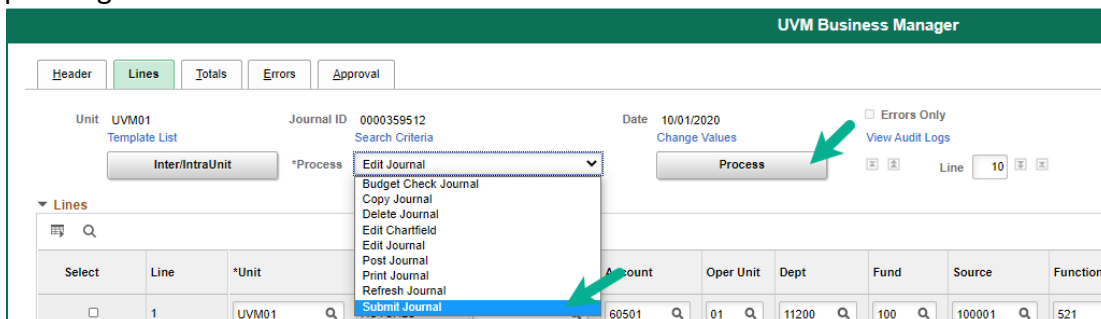 UVM Business Manager
Header Lines Totals Errors Approval
Unit UVM01 Journal ID 0000359512 Date 10/01/2020 Errors Only
Template List Search Criteria Change Values View Audit Logs
Inter/IntraUnit *Process Edit Journal Process Line 10
Budget Check Journal
Copy Journal
Delete Journal
Edit Chartfield
Edit Journal
Post Journal
Print Journal
Refresh Journal
Submit Journal
Lines
Select Line *Unit Account Oper Unit Dept Fund Source Function
1 UVM01 60501 01 11200 100 100001 521